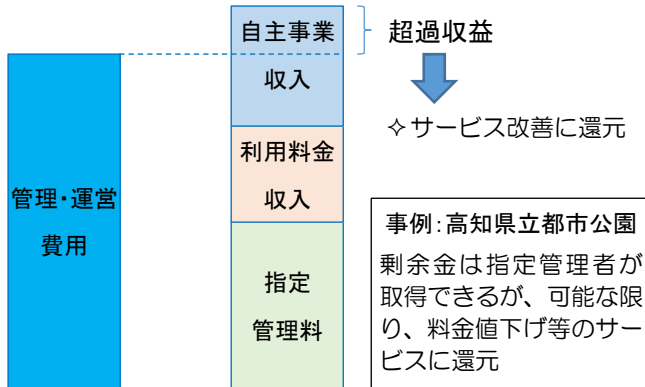 自主事業
収入
超過収益
✧サービス改善に還元
利用料金
収入
管理・運営
費用
指定
管理料
事例：高知県立都市公園
剰余金は指定管理者が
取得できるが、可能な限
り、料金値下げ等のサー
ビスに還元